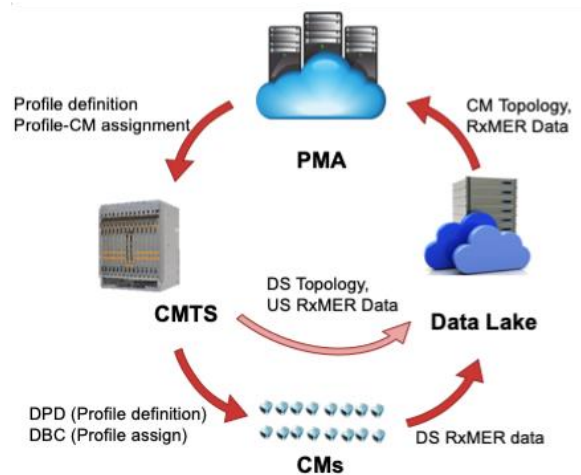 Profile definition
Profile-CM assignment
PMA
CM Topology,
RxMER Data
CMTS
DS Topology,
US RxMER Data
Data Lake
DPD (Profile definition)
DBC (Profile assign)
CMs
DS RxMER data